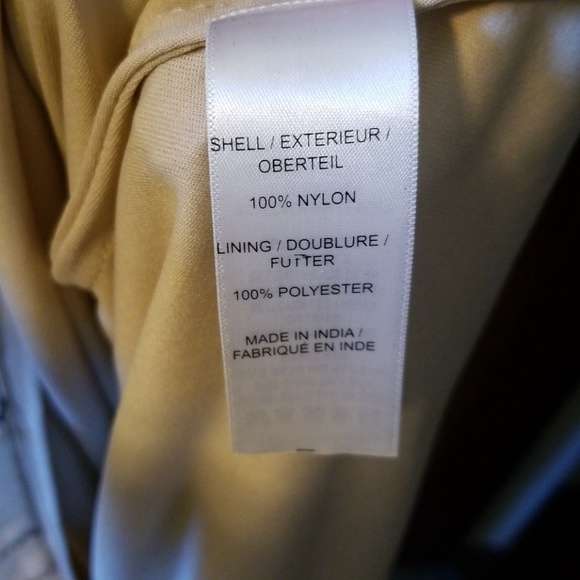 SHELL / EXTERIEUR /
OBERTEIL
100% NYLON
LINING / DOUBLURE /
FUTTER
100% POLYESTER
MADE IN INDIA /
FABRIQUÉ EN INDE